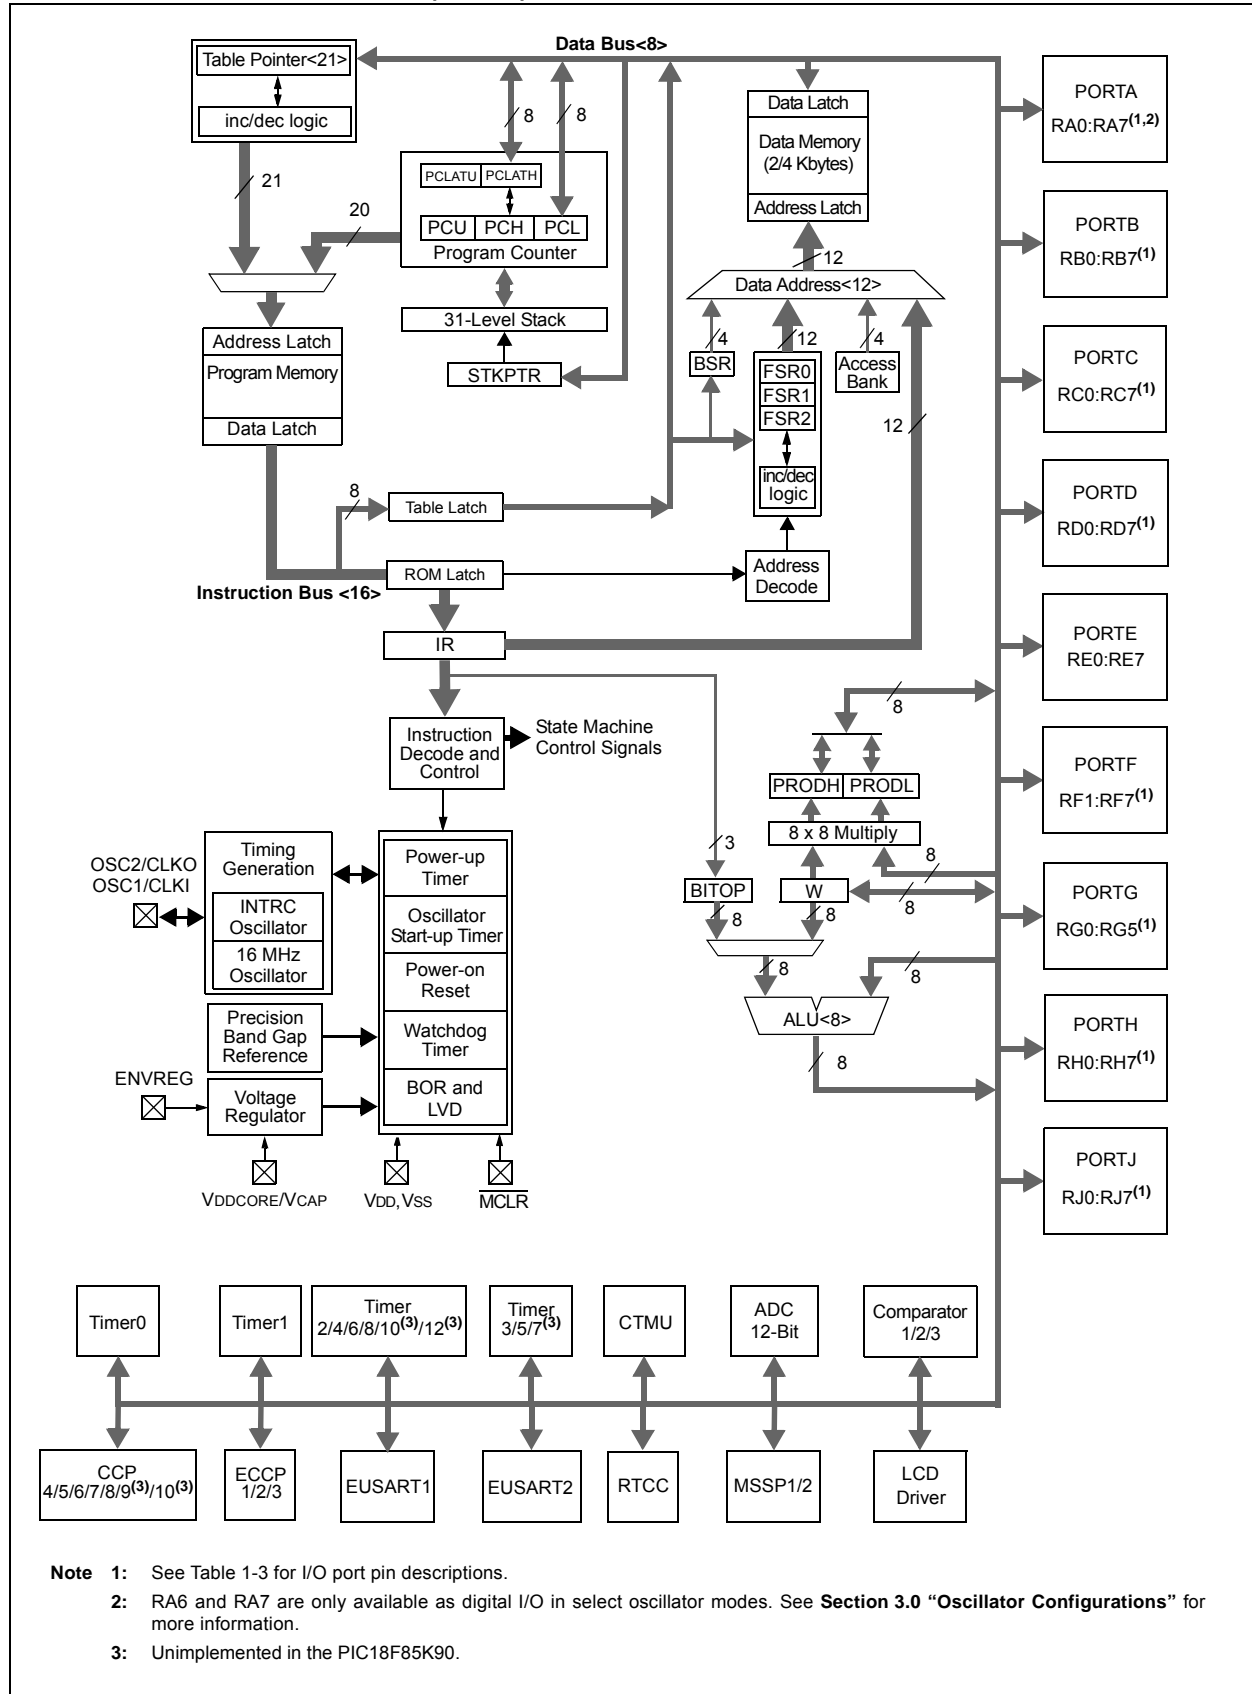 Data Bus<8>
Table Pointer<21>
inc/dec logic
21
8
8
PCLATU
PCLATH
PCU
PCH
PCL
Program Counter
20
31-Level Stack
STKPTR
Address Latch
Program Memory
Data Latch
Data Latch
Data Memory
(2/4 Kbytes)
Address Latch
12
Data Address<12>
4
12
4
BSR
FSR0
FSR1
FSR2
inc/dec
logic
Access
Bank
12
8
Table Latch
ROM Latch
Instruction Bus <16>
Address
Decode
IR
Instruction
Decode and
Control
State Machine
Control Signals
8
PRODH
PRODL
8 x 8 Multiply
3
8
BITOP
W
8
8
8
8
8
ALU<8>
8
OSC2/CLKO
OSC1/CLKI
Timing
Generation
INTRC
Oscillator
16 MHz
Oscillator
Power-up
Timer
Oscillator
Start-up Timer
Power-on
Reset
Watchdog
Timer
BOR and
LVD
Precision
Band Gap
Reference
ENVREG
Voltage
Regulator
VDDCORE/VCAP
VDD,VSS
MCLR
PORTA
RA0:RA7(1,2)
PORTB
RB0:RB7(1)
PORTC
RC0:RC7(1)
PORTD
RD0:RD7(1)
PORTE
RE0:RE7
PORTF
RF1:RF7(1)
PORTG
RG0:RG5(1)
PORTH
RH0:RH7(1)
PORTJ
RJ0:RJ7(1)
Timer0
Timer1
Timer
2/4/6/8/10(3)/12(3)
Timer
3/5/7(3)
CTMU
ADC
12-Bit
Comparator
1/2/3
CCP
4/5/6/7/8/9(3)/10(3)
ECCP
1/2/3
EUSART1
EUSART2
RTCC
MSSP1/2
LCD
Driver
Note 1: See Table 1-3 for I/O port pin descriptions.
2: RA6 and RA7 are only available as digital I/O in select oscillator modes. See Section 3.0 “Oscillator Configurations” for
more information.
3: Unimplemented in the PIC18F85K90.